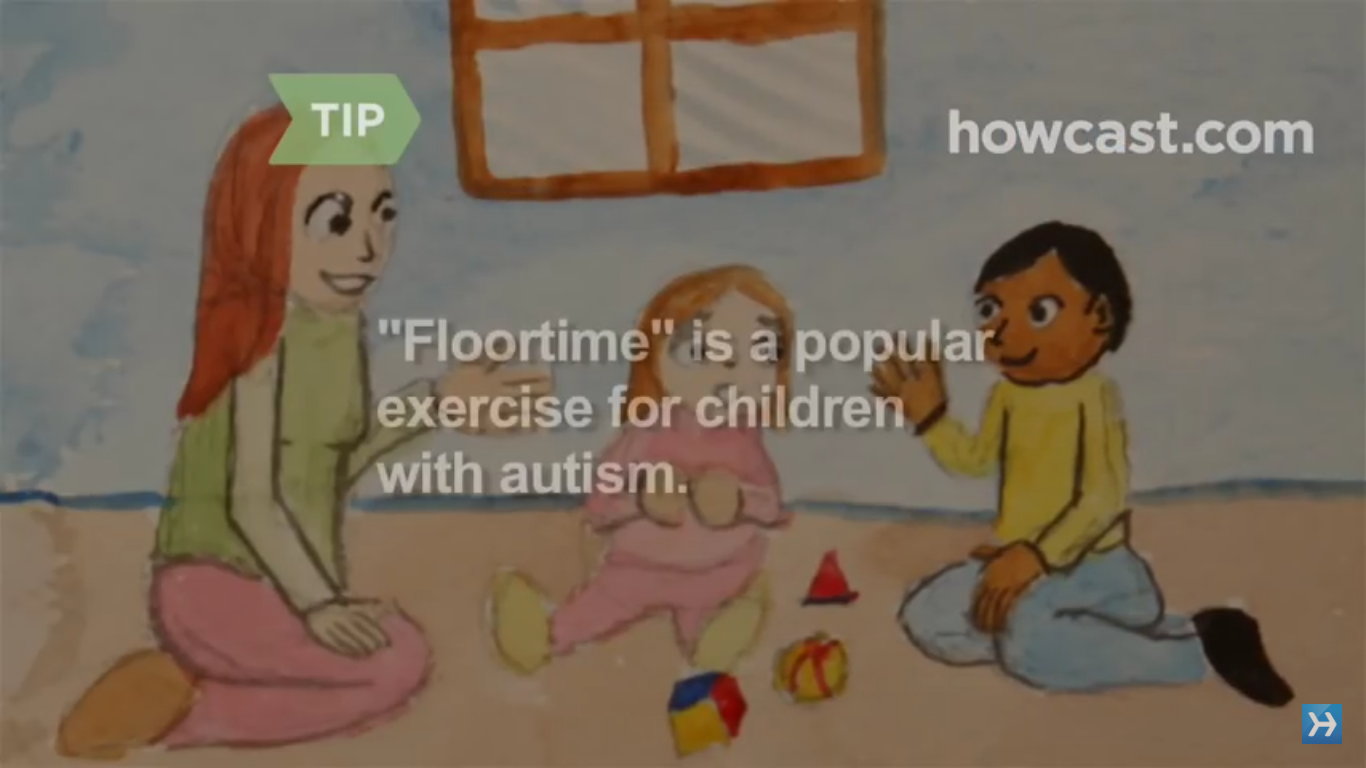 TIP
howcast.com
"Floortime" is a popular
exercise for children
with autism.